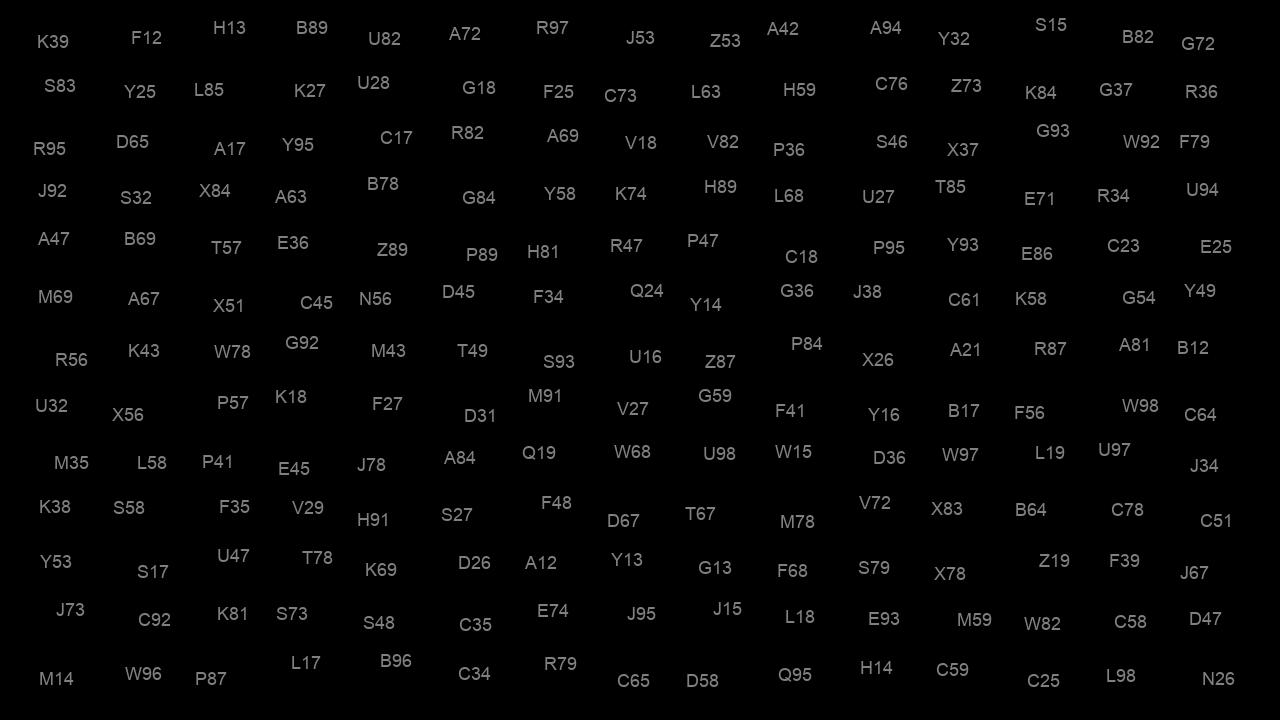 K39 F12 H13 B89 U82 A72 R97 J53 Z53 A42 A94 Y32 S15 B82 G72
S83 Y25 L85 K27 U28 G18 F25 C73 L63 H59 C76 Z73 K84 G37 R36
R95 D65 A17 Y95 C17 R82 A69 V18 V82 P36 S46 X37 G93 W92 F79
J92 S32 X84 A63 B78 G84 Y58 K74 H89 L68 U27 T85 E71 R34 U94
A47 B69 T57 E36 Z89 P89 H81 R47 P47 C18 P95 Y93 E86 C23 E25
M69 A67 X51 C45 N56 D45 F34 Q24 Y14 G36 J38 C61 K58 G54 Y49
R56 K43 W78 G92 M43 T49 S93 U16 Z87 P84 X26 A21 R87 A81 B12
U32 X56 P57 K18 F27 D31 M91 V27 G59 F41 Y16 B17 F56 W98 C64
M35 L58 P41 E45 J78 A84 Q19 W68 U98 W15 D36 W97 L19 U97 J34
K38 S58 F35 V29 H91 S27 F48 D67 T67 M78 V72 X83 B64 C78 C51
Y53 S17 U47 T78 K69 D26 A12 Y13 G13 F68 S79 X78 Z19 F39 J67
J73 C92 K81 S73 S48 C35 E74 J95 J15 L18 E93 M59 W82 C58 D47
M14 W96 P87 L17 B96 C34 R79 C65 D58 Q95 H14 C59 C25 L98 N26